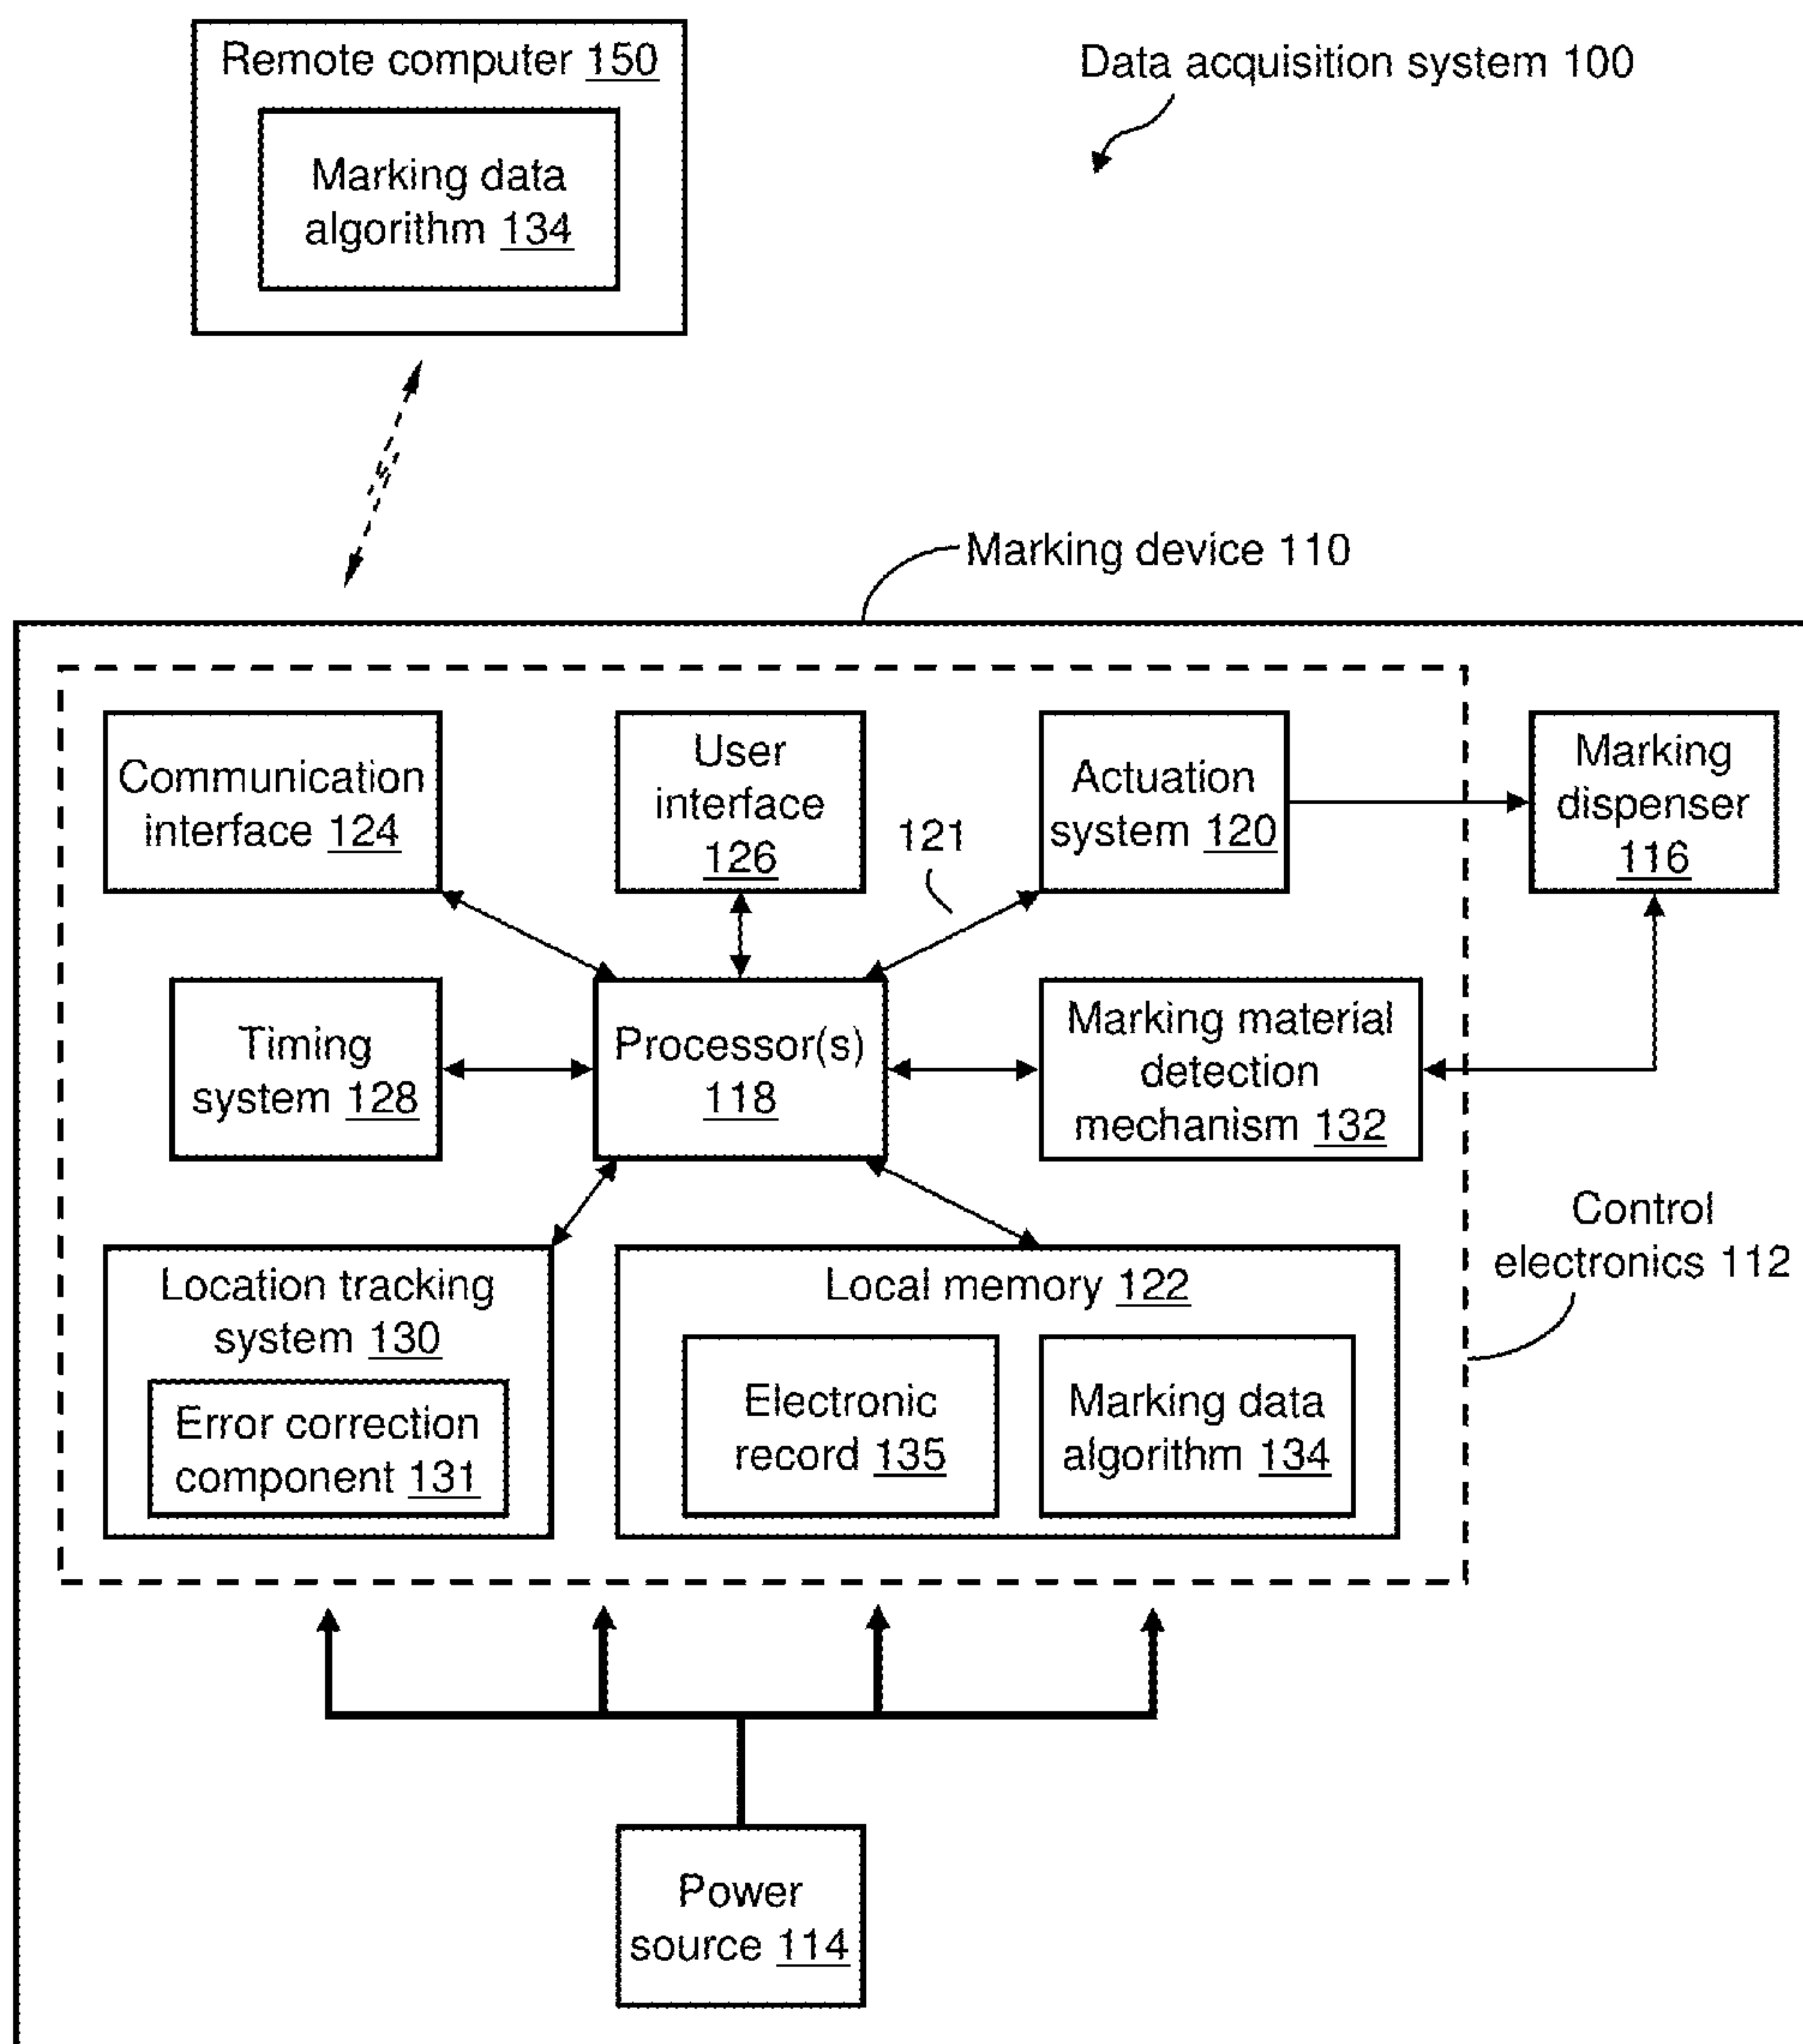 Remote computer 150
Marking data
algorithm 134
Data acquisition system 100
Marking device 110
Communication
interface 124
User
interface
126
Actuation
system 120
Marking
dispenser
116
121
Timing
system 128
Processor(s)
118
Marking material
detection
mechanism 132
Control
electronics 112
Location tracking
system 130
Error correction
component 131
Local memory 122
Electronic
record 135
Marking data
algorithm 134
Power
source 114